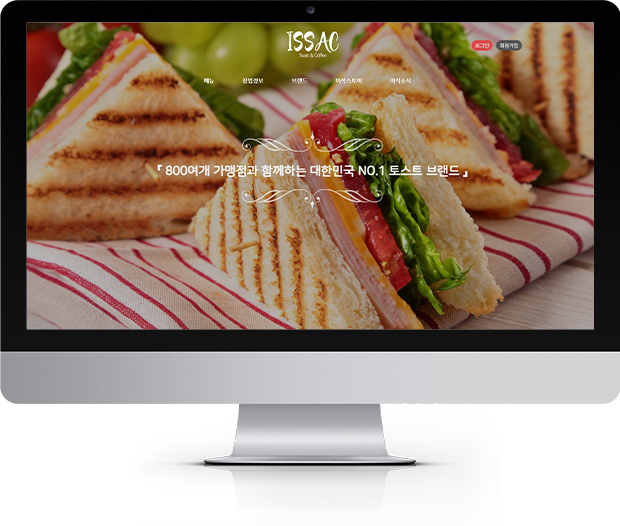 ISSAC
Toast & Coffee
로그인 회원가입
메뉴 창업정보 브랜드 이삭스토어 이삭소식
『 800여개 가맹점과 함께하는 대한민국 NO.1 토스트 브랜드 』